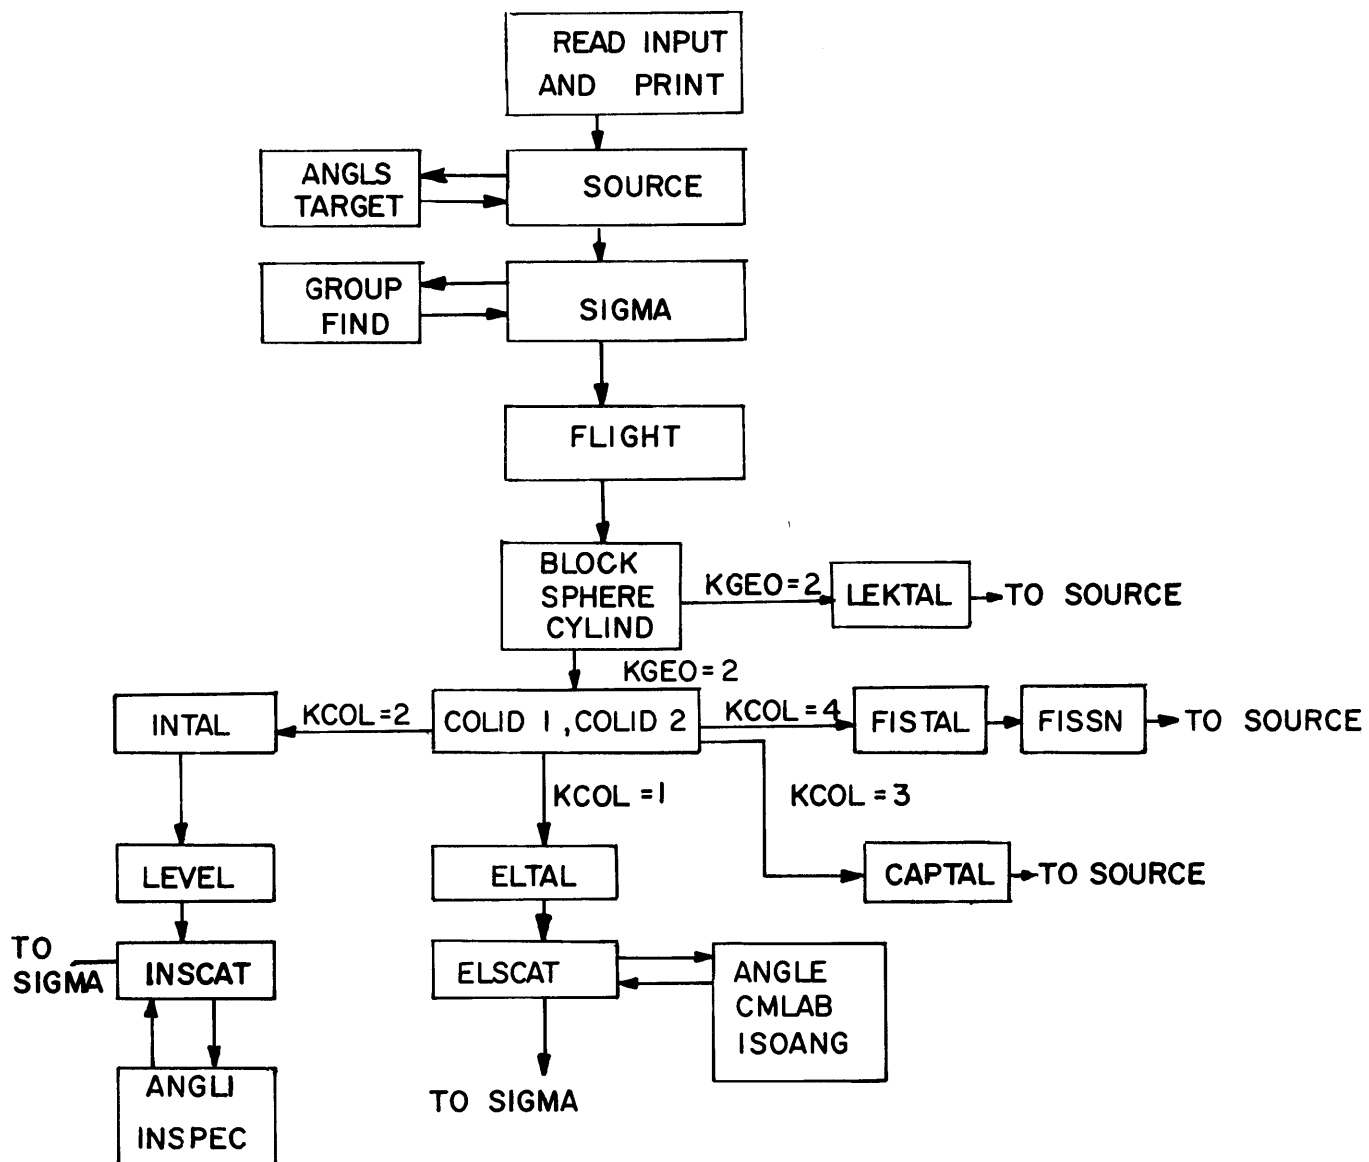 READ INPUT
AND PRINT
ANGLS
TARGET
SOURCE
GROUP
FIND
SIGMA
FLIGHT
BLOCK
SPHERE
CYLIND
KGEO=2
LEKTAL
TO SOURCE
KGEO=2
INTAL
KCOL=2
COLID 1, COLID 2
KCOL=4
FISTAL
FISSN
TO SOURCE
KCOL=1
KCOL=3
LEVEL
ELTAL
CAPTAL
TO SOURCE
TO
SIGMA
INSCAT
ELSCAT
ANGLE
CMLAB
ISOANG
ANGLI
INSPEC
TO SIGMA